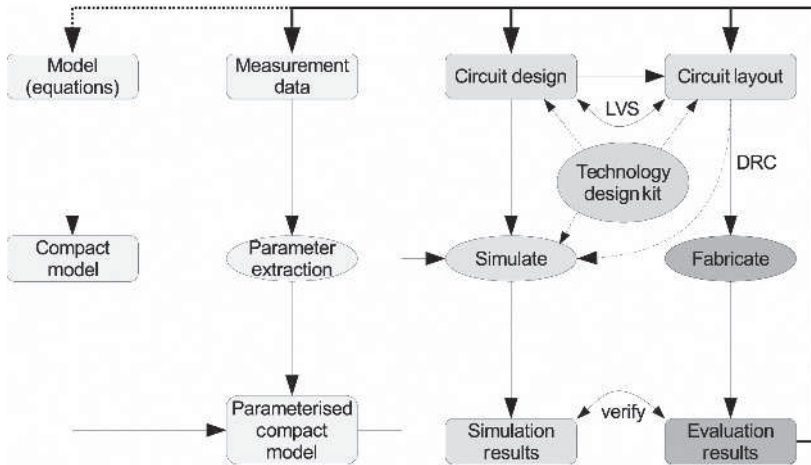 Model
(equations)
Measurement
data
Circuit design
Circuit layout
LVS
DRC
Technology
design kit
Compact
model
Parameter
extraction
Simulate
Fabricate
Parameterised
compact
model
Simulation
results
verify
Evaluation
results